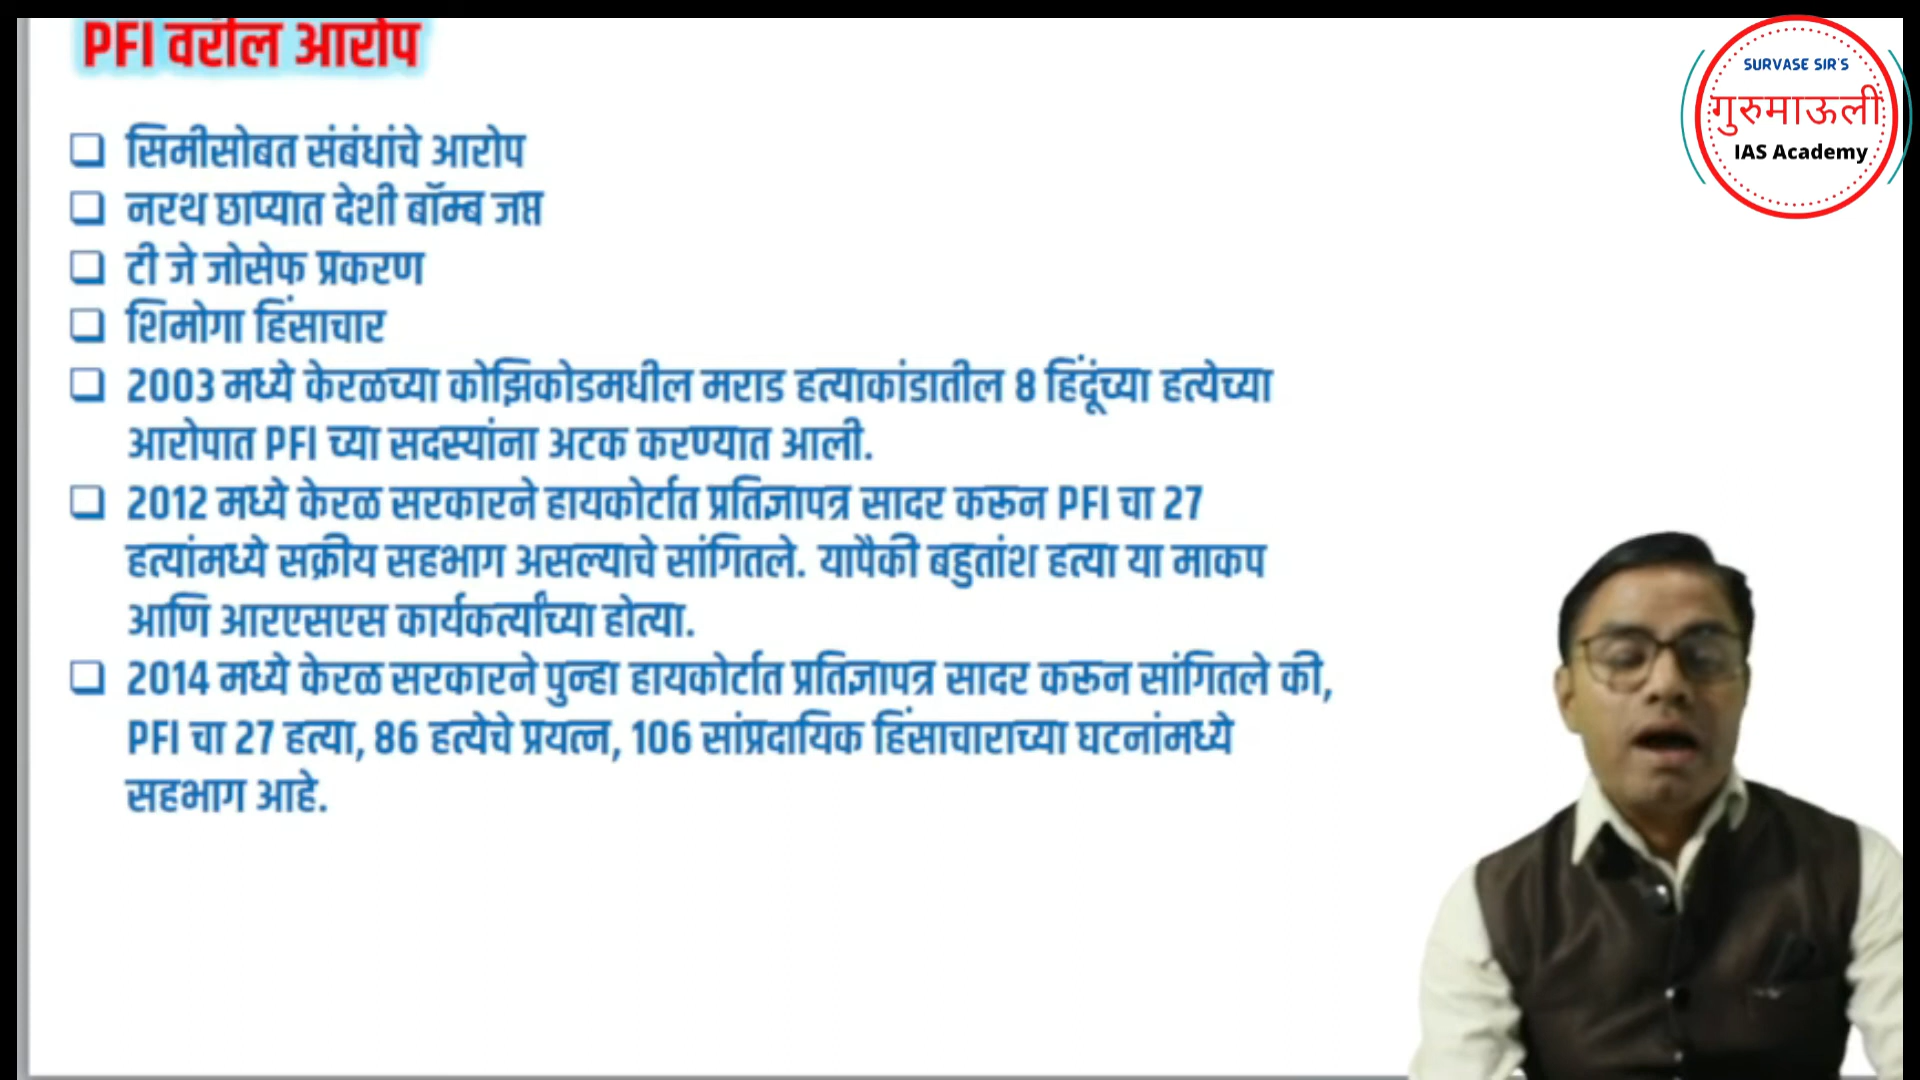 PFI वरील आरोप
SURVASE SIR'S
गुरुमाऊली
IAS Academy
❑ सिमीसोबत संबंधांचे आरोप
❑ नरथ छाप्यात देशी बॉम्ब जप्त
❑ टी जे जोसेफ प्रकरण
❑ शिमोगा हिंसाचार
❑ 2003 मध्ये केरळच्या कोझिकोडमधील मराड हत्याकांडातील 8 हिंदूंच्या हत्येच्या
आरोपात PFI च्या सदस्यांना अटक करण्यात आली.
❑ 2012 मध्ये केरळ सरकारने हायकोर्टात प्रतिज्ञापत्र सादर करून PFI चा 27
हत्यांमध्ये सक्रीय सहभाग असल्याचे सांगितले. यापैकी बहुतांश हत्या या माकप
आणि आरएसएस कार्यकर्त्यांच्या होत्या.
❑ 2014 मध्ये केरळ सरकारने पुन्हा हायकोर्टात प्रतिज्ञापत्र सादर करून सांगितले की,
PFI चा 27 हत्या, 86 हत्येचे प्रयत्न, 106 सांप्रदायिक हिंसाचाराच्या घटनांमध्ये
सहभाग आहे.